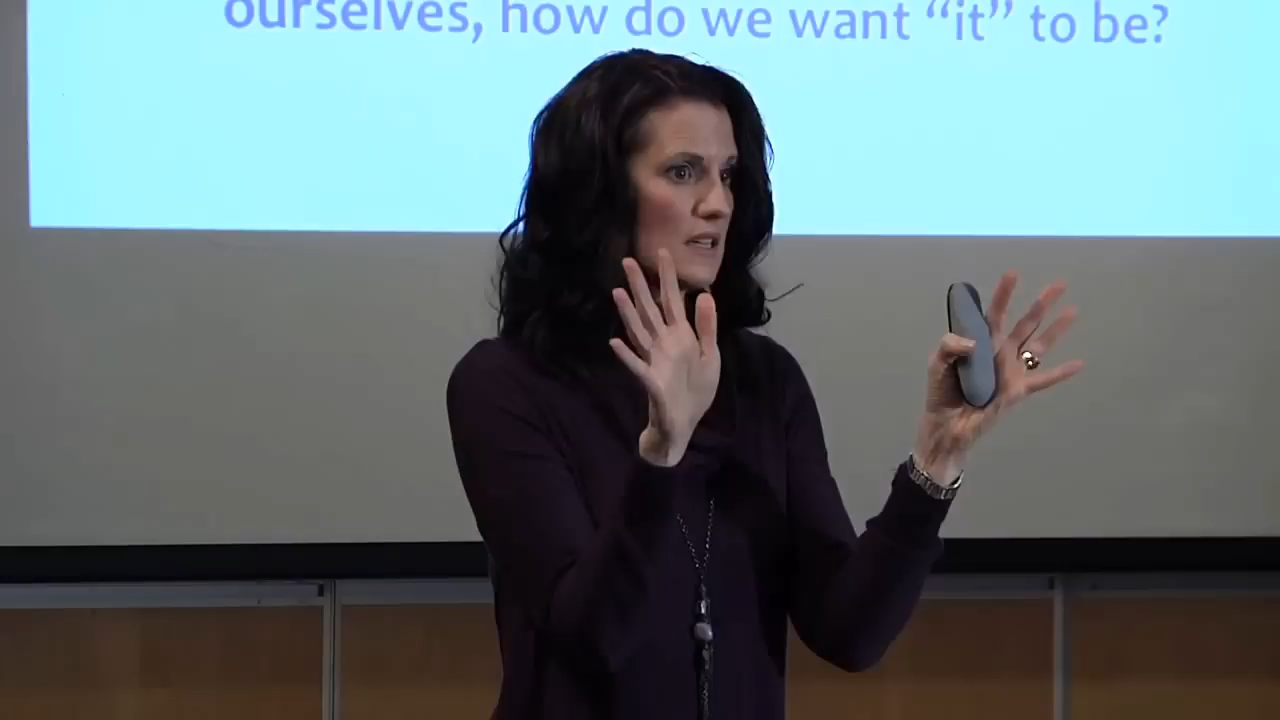 ourselves, how do we want “it” to be?